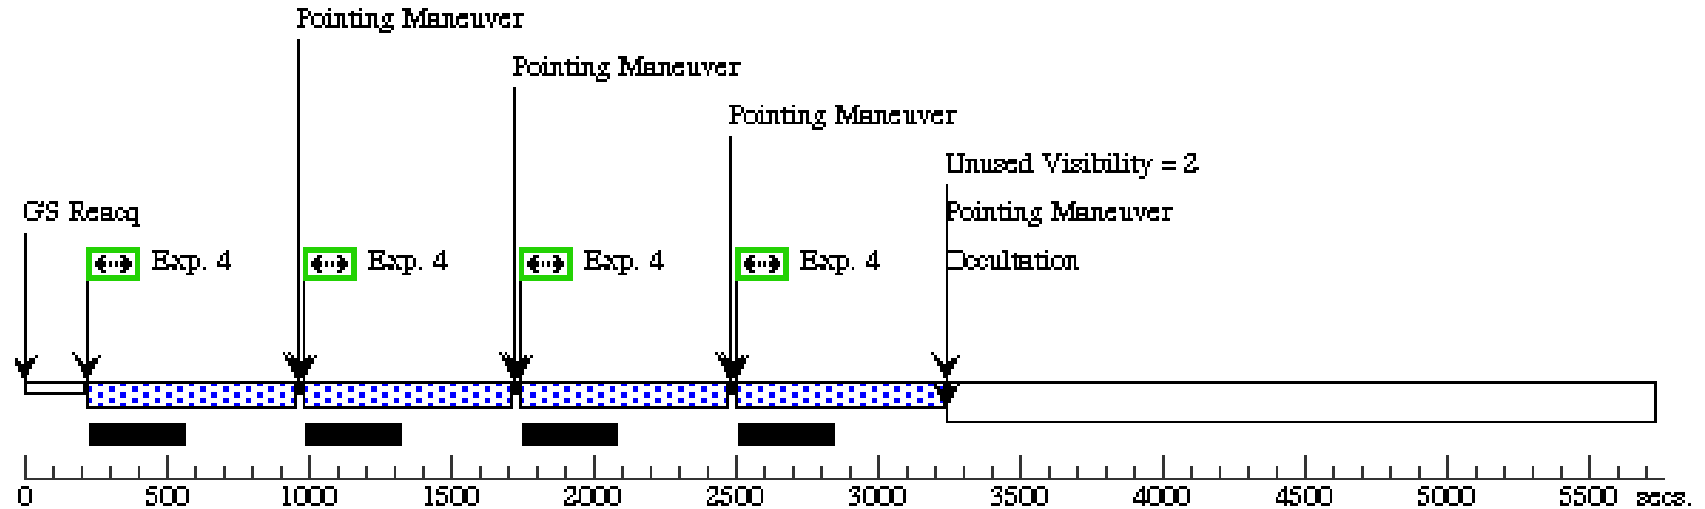 Pointing Maneuver
Pointing Maneuver
Pointing Maneuver
Unused Visibility = 2
GS Reacq
Pointing Maneuver
Exp. 4
Exp. 4
Exp. 4
Exp. 4
Occultation
0 500 1000 1500 2000 2500 3000 3500 4000 4500 5000 5500 secs.